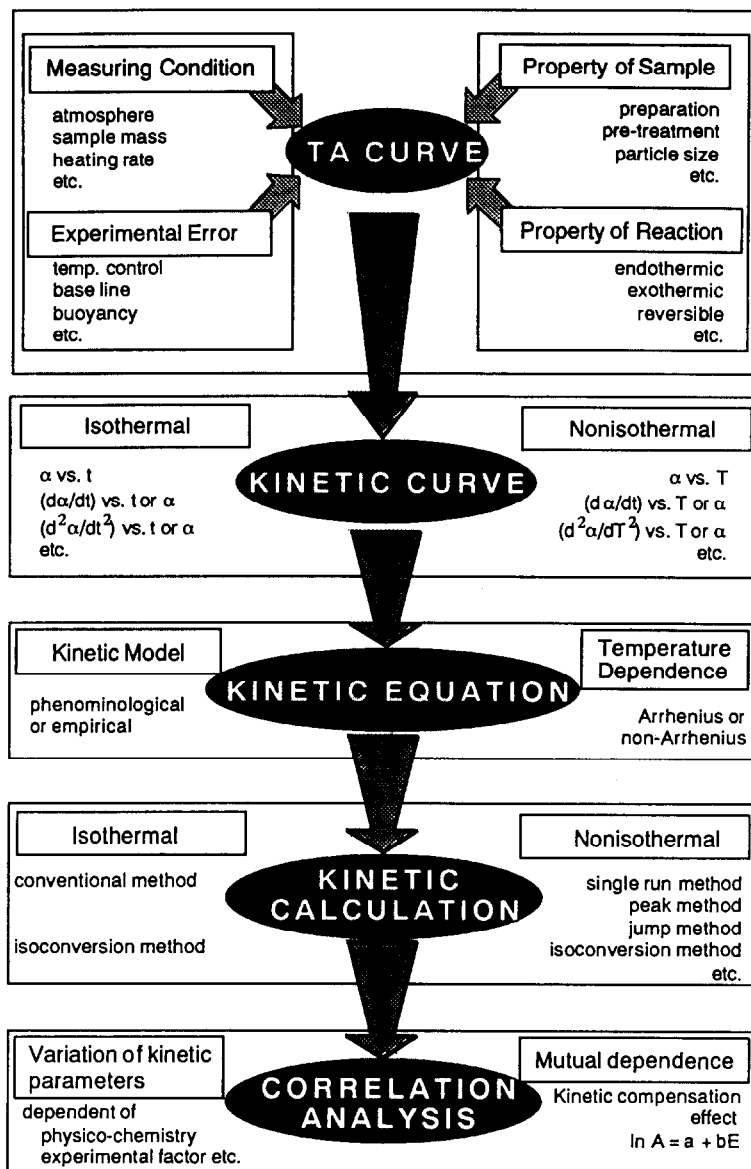 Measuring Condition
atmosphere
sample mass
heating rate
etc.
Property of Sample
preparation
pre-treatment
particle size
etc.
TA CURVE
Experimental Error
temp. control
base line
buoyancy
etc.
Property of Reaction
endothermic
exothermic
reversible
etc.
Isothermal
α vs. t
(dα/dt) vs. t or α
(d²α/dt²) vs. t or α
etc.
KINETIC CURVE
Nonisothermal
α vs. T
(dα/dt) vs. T or α
(d²α/dT²) vs. T or α
etc.
Kinetic Model
phenominological
or empirical
KINETIC EQUATION
Temperature
Dependence
Arrhenius or
non-Arrhenius
Isothermal
conventional method
isoconversion method
KINETIC
CALCULATION
Nonisothermal
single run method
peak method
jump method
isoconversion method
etc.
Variation of kinetic
parameters
dependent of
physico-chemistry
experimental factor etc.
CORRELATION
ANALYSIS
Mutual dependence
Kinetic compensation
effect
ln A = a + bE